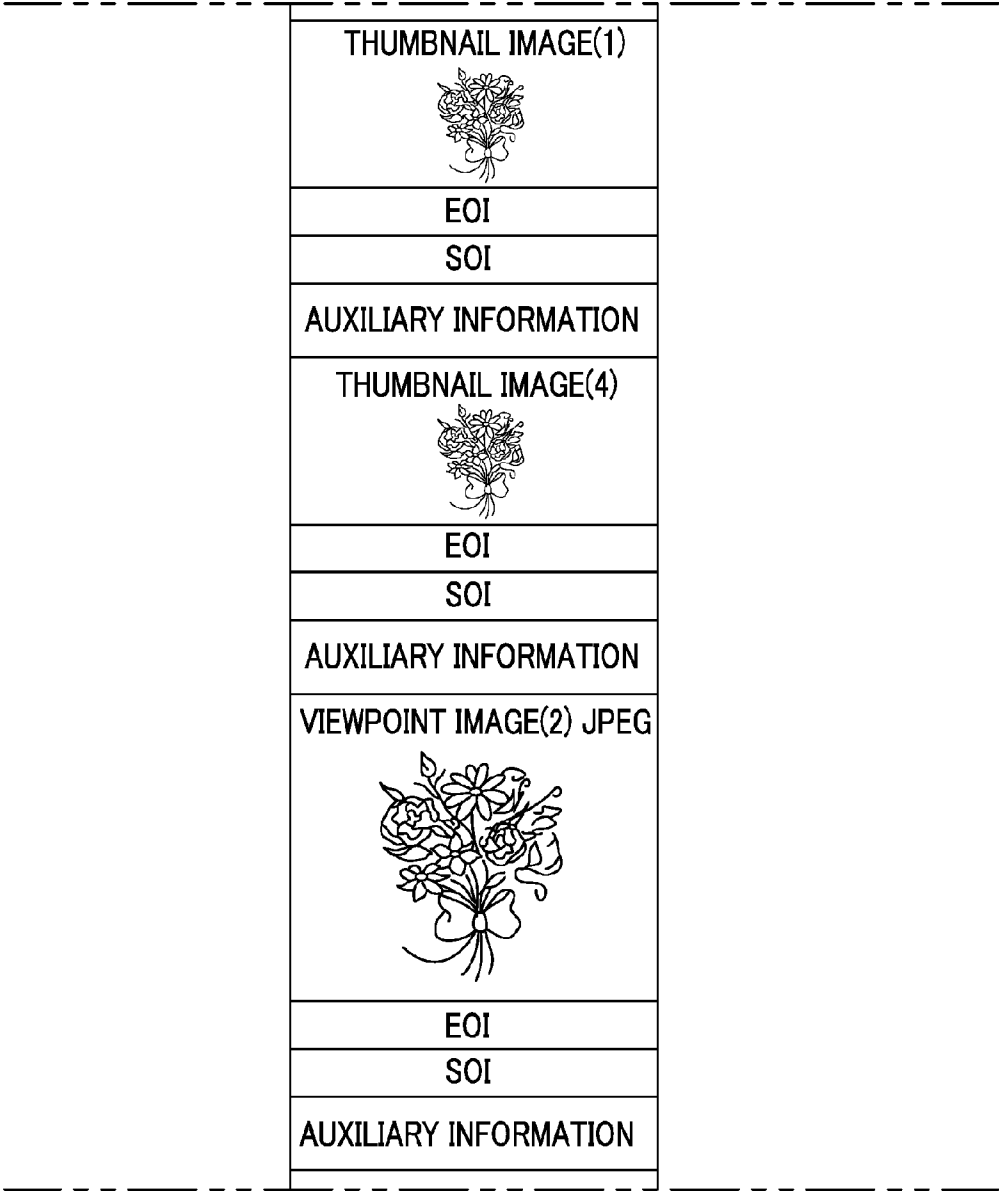 THUMBNAIL IMAGE(1)
EOI
SOI
AUXILIARY INFORMATION
THUMBNAIL IMAGE(4)
EOI
SOI
AUXILIARY INFORMATION
VIEWPOINT IMAGE(2) JPEG
EOI
SOI
AUXILIARY INFORMATION